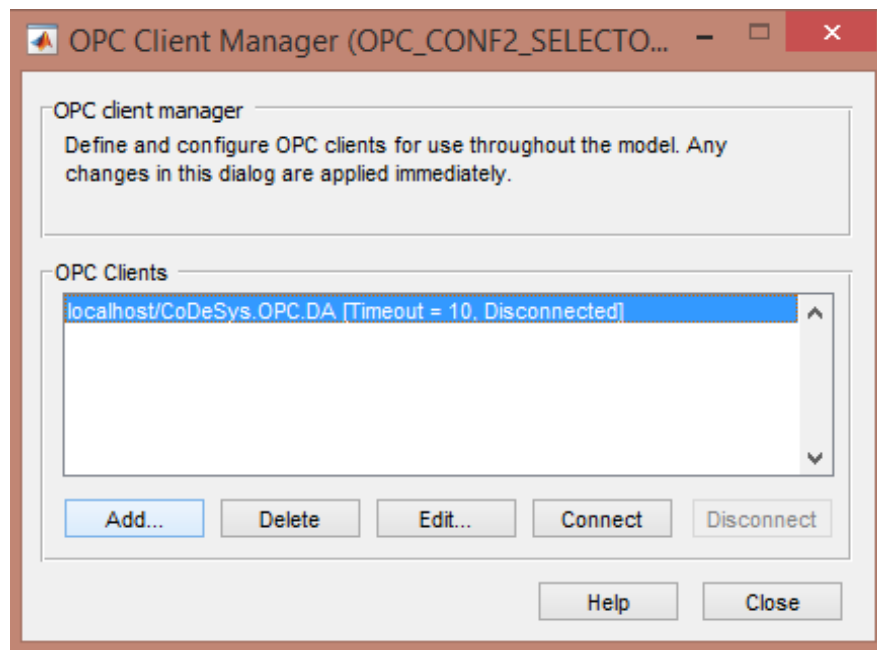 OPC Client Manager (OPC_CONF2_SELECTO...
OPC client manager
Define and configure OPC clients for use throughout the model. Any
changes in this dialog are applied immediately.
OPC Clients
localhost/CoDeSys.OPC.DA [Timeout = 10, Disconnected]
Add... Delete Edit... Connect Disconnect
Help Close